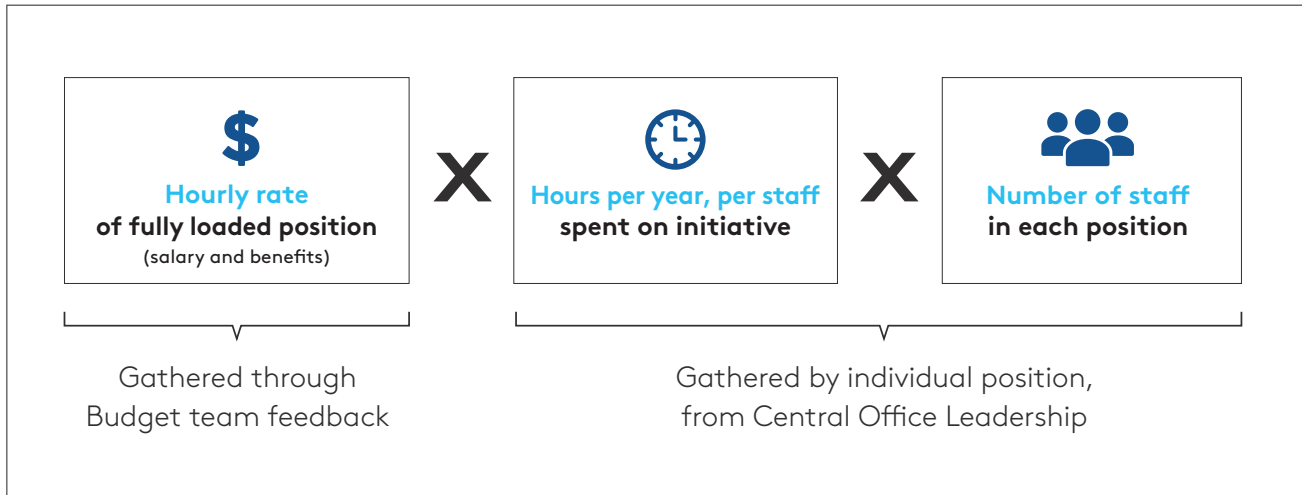 $
Hourly rate
of fully loaded position
(salary and benefits)
X
Hours per year, per staff
spent on initiative
X
Number of staff
in each position
Gathered through
Budget team feedback
Gathered by individual position,
from Central Office Leadership